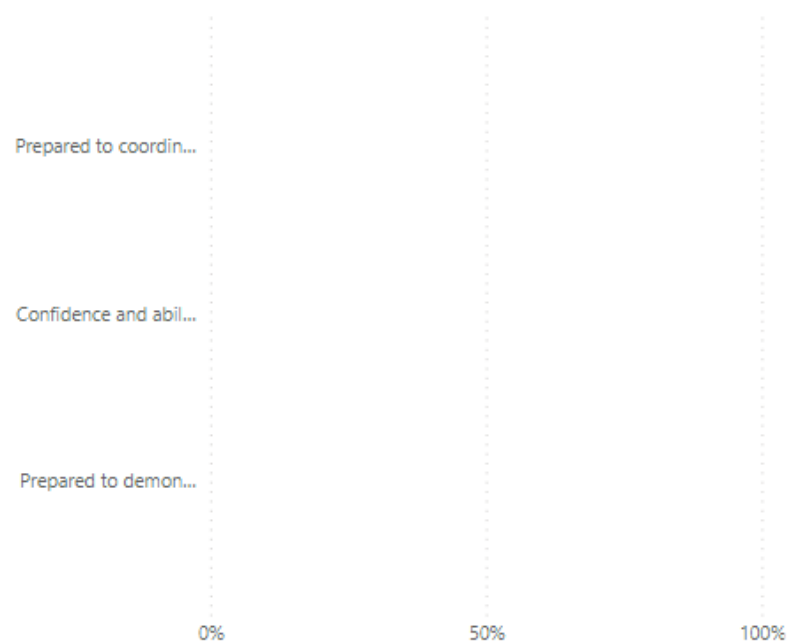 Prepared to coordin...
Confidence and abil...
Prepared to demon...
0% 50% 100%